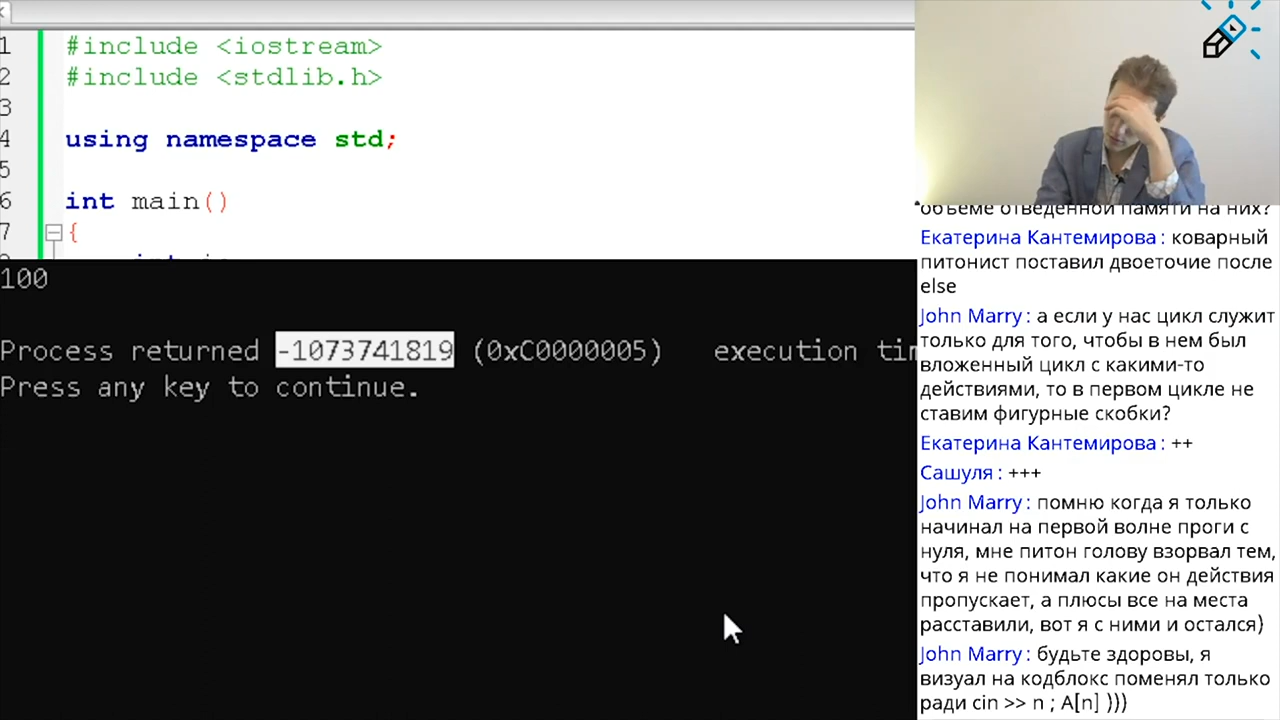 1 #include <iostream>
2 #include <stdlib.h>
3
4 using namespace std;
5
6 int main()
7 {
100
Process returned -1073741819 (0xC0000005) execution tim
Press any key to continue.
объеме отведенной памяти на них?
Екатерина Кантемирова : коварный
питонист поставил двоеточие после
else
John Marry : а если у нас цикл служит
только для того, чтобы в нем был
вложенный цикл с какими-то
действиями, то в первом цикле не
ставим фигурные скобки?
Екатерина Кантемирова : ++
Сашуля : +++
John Marry : помню когда я только
начинал на первой волне проги с
нуля, мне питон голову взорвал тем,
что я не понимал какие он действия
пропускает, а плюсы все на места
расставили, вот я с ними и остался)
John Marry : будьте здоровы, я
визуал на кодблокс поменял только
ради cin >> n ; A[n] )))